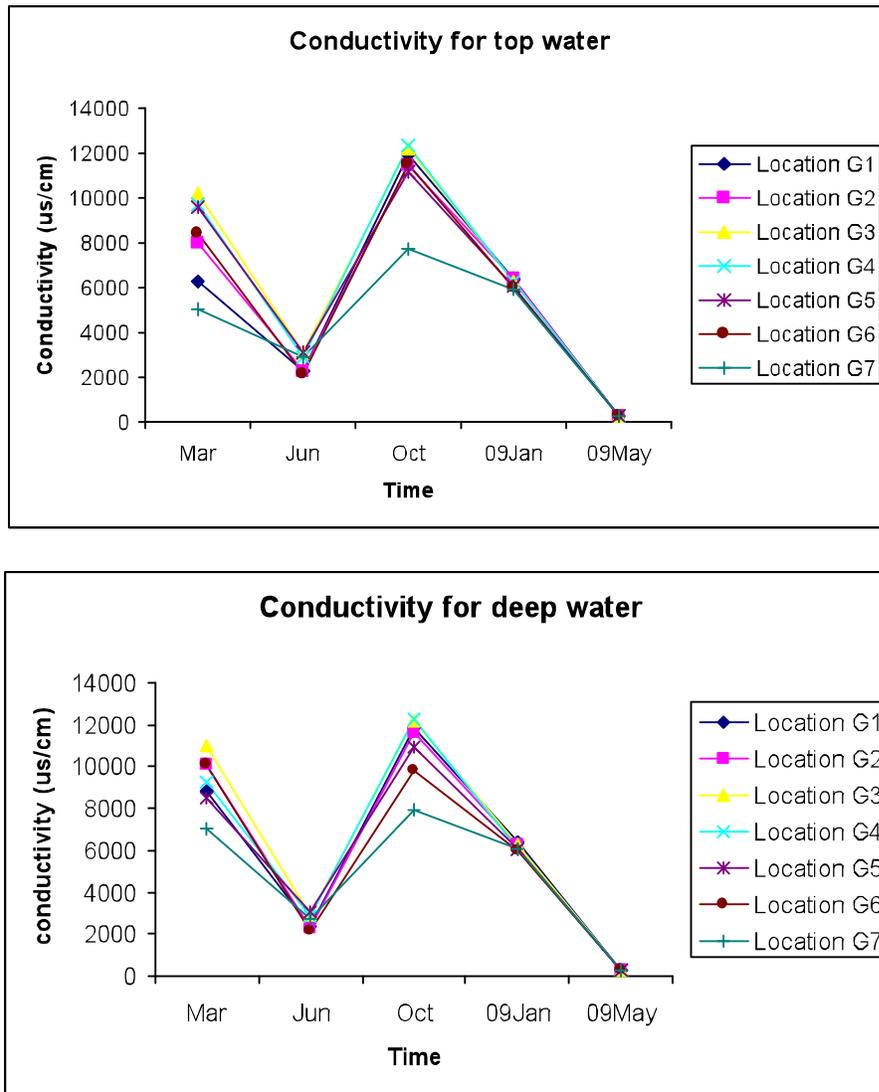 Conductivity for top water
Conductivity (us/cm)
14000
12000
10000
8000
6000
4000
2000
0
Mar Jun Oct 09Jan 09May
Time
Location G1
Location G2
Location G3
Location G4
Location G5
Location G6
Location G7
Conductivity for deep water
conductivity (us/cm)
14000
12000
10000
8000
6000
4000
2000
0
Mar Jun Oct 09Jan 09May
Time
Location G1
Location G2
Location G3
Location G4
Location G5
Location G6
Location G7